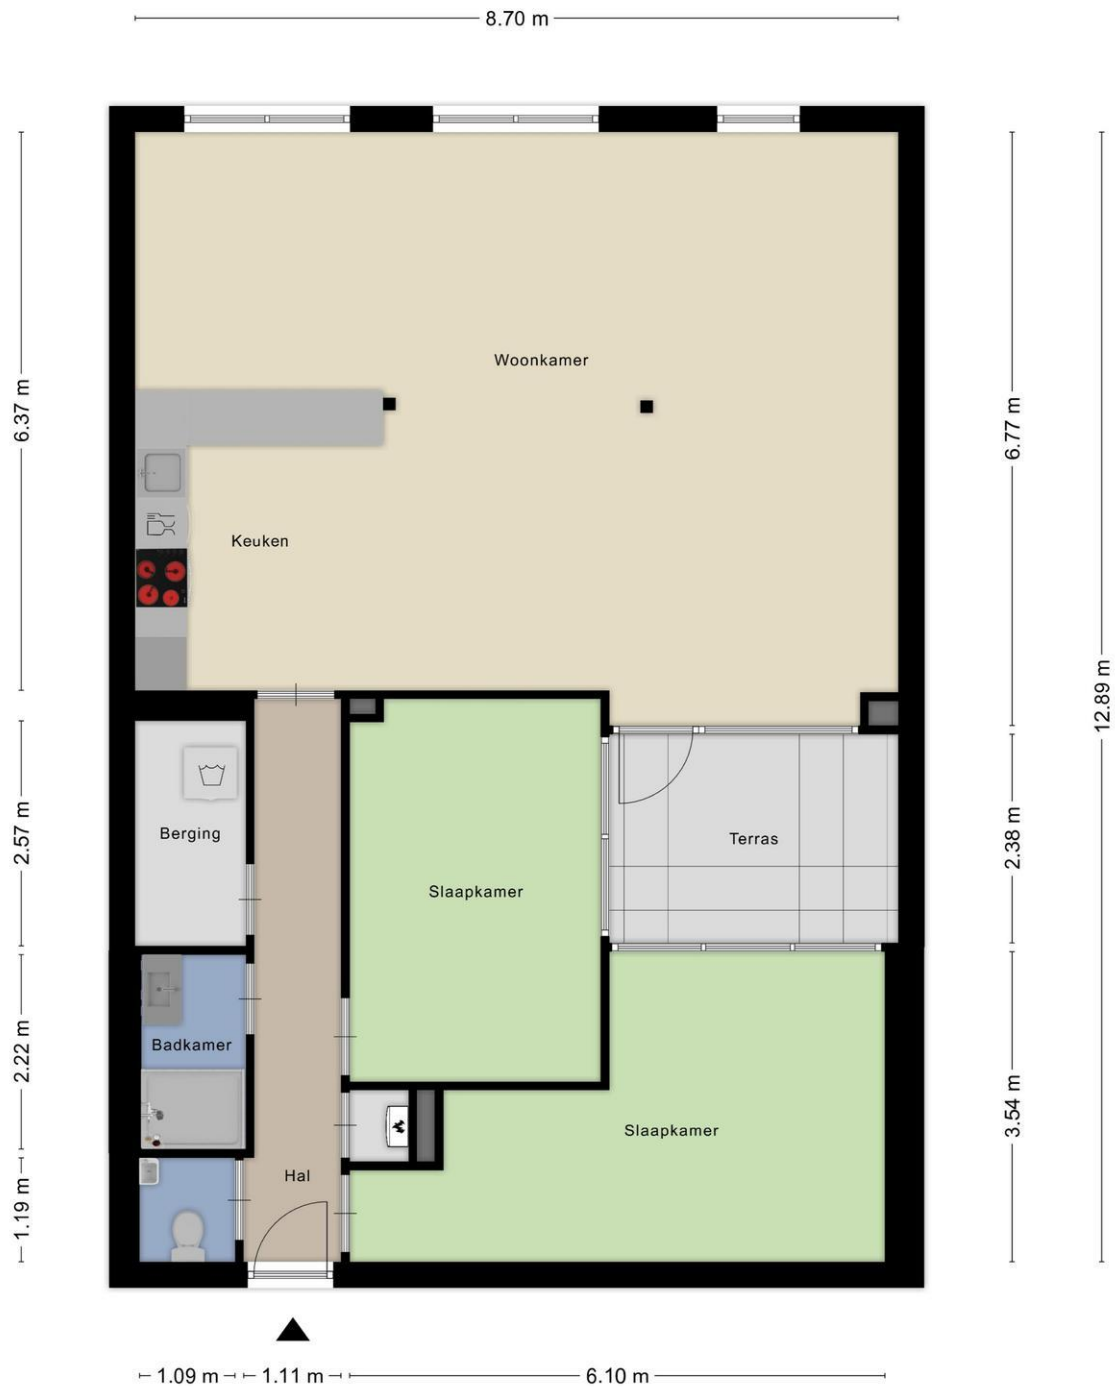 8.70 m
Woonkamer
6.37 m
6.77 m
Keuken
12.89 m
Berging
2.57 m
Terras
2.38 m
Slaapkamer
Badkamer
2.22 m
Slaapkamer
3.54 m
Hal
1.19 m
1.09 m
1.11 m
6.10 m